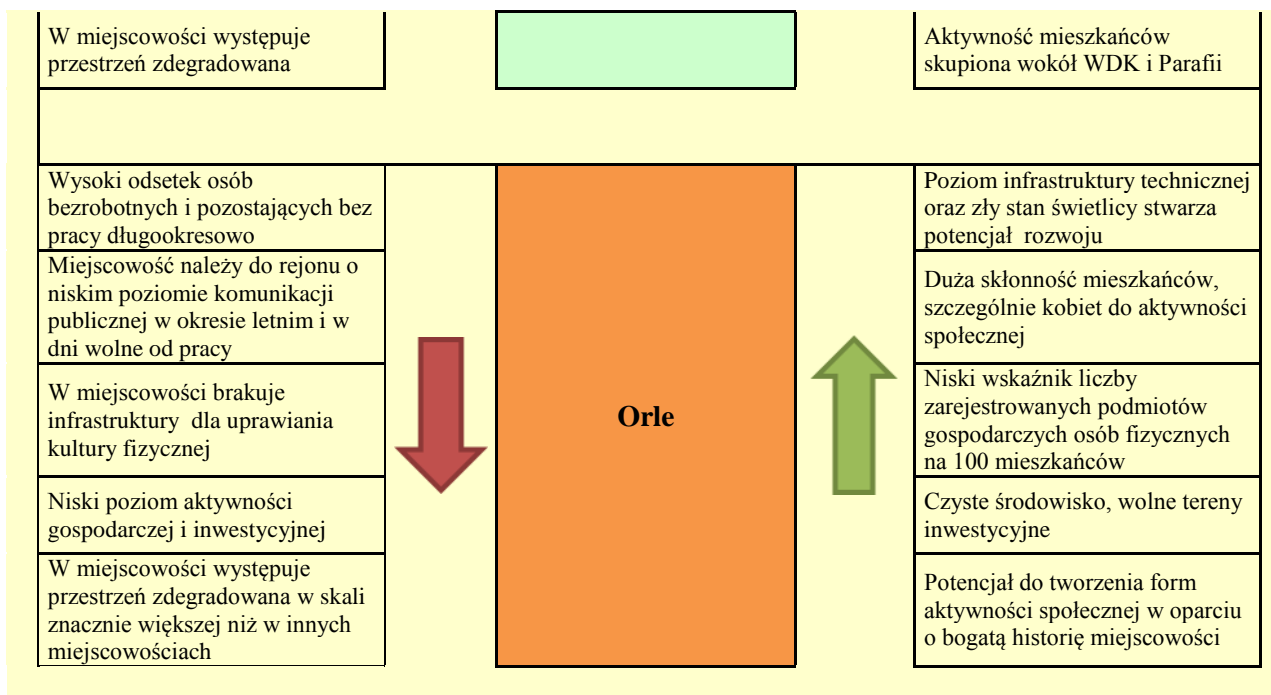 W miejscowości występuje
przestrzeń zdegradowana
Aktywność mieszkańców
skupiona wokół WDK i Parafii
Wysoki odsetek osób
bezrobotnych i pozostających bez
pracy długookresowo
Miejscowość należy do rejonu o
niskim poziomie komunikacji
publicznej w okresie letnim i w
dni wolne od pracy
W miejscowości brakuje
infrastruktury dla uprawiania
kultury fizycznej
Niski poziom aktywności
gospodarczej i inwestycyjnej
W miejscowości występuje
przestrzeń zdegradowana w skali
znacznie większej niż w innych
miejscowościach
Orle
Poziom infrastruktury technicznej
oraz zły stan świetlicy stwarza
potencjał rozwoju
Duża skłonność mieszkańców,
szczególnie kobiet do aktywności
społecznej
Niski wskaźnik liczby
zarejestrowanych podmiotów
gospodarczych osób fizycznych
na 100 mieszkańców
Czyste środowisko, wolne tereny
inwestycyjne
Potencjał do tworzenia form
aktywności społecznej w oparciu
o bogatą historię miejscowości